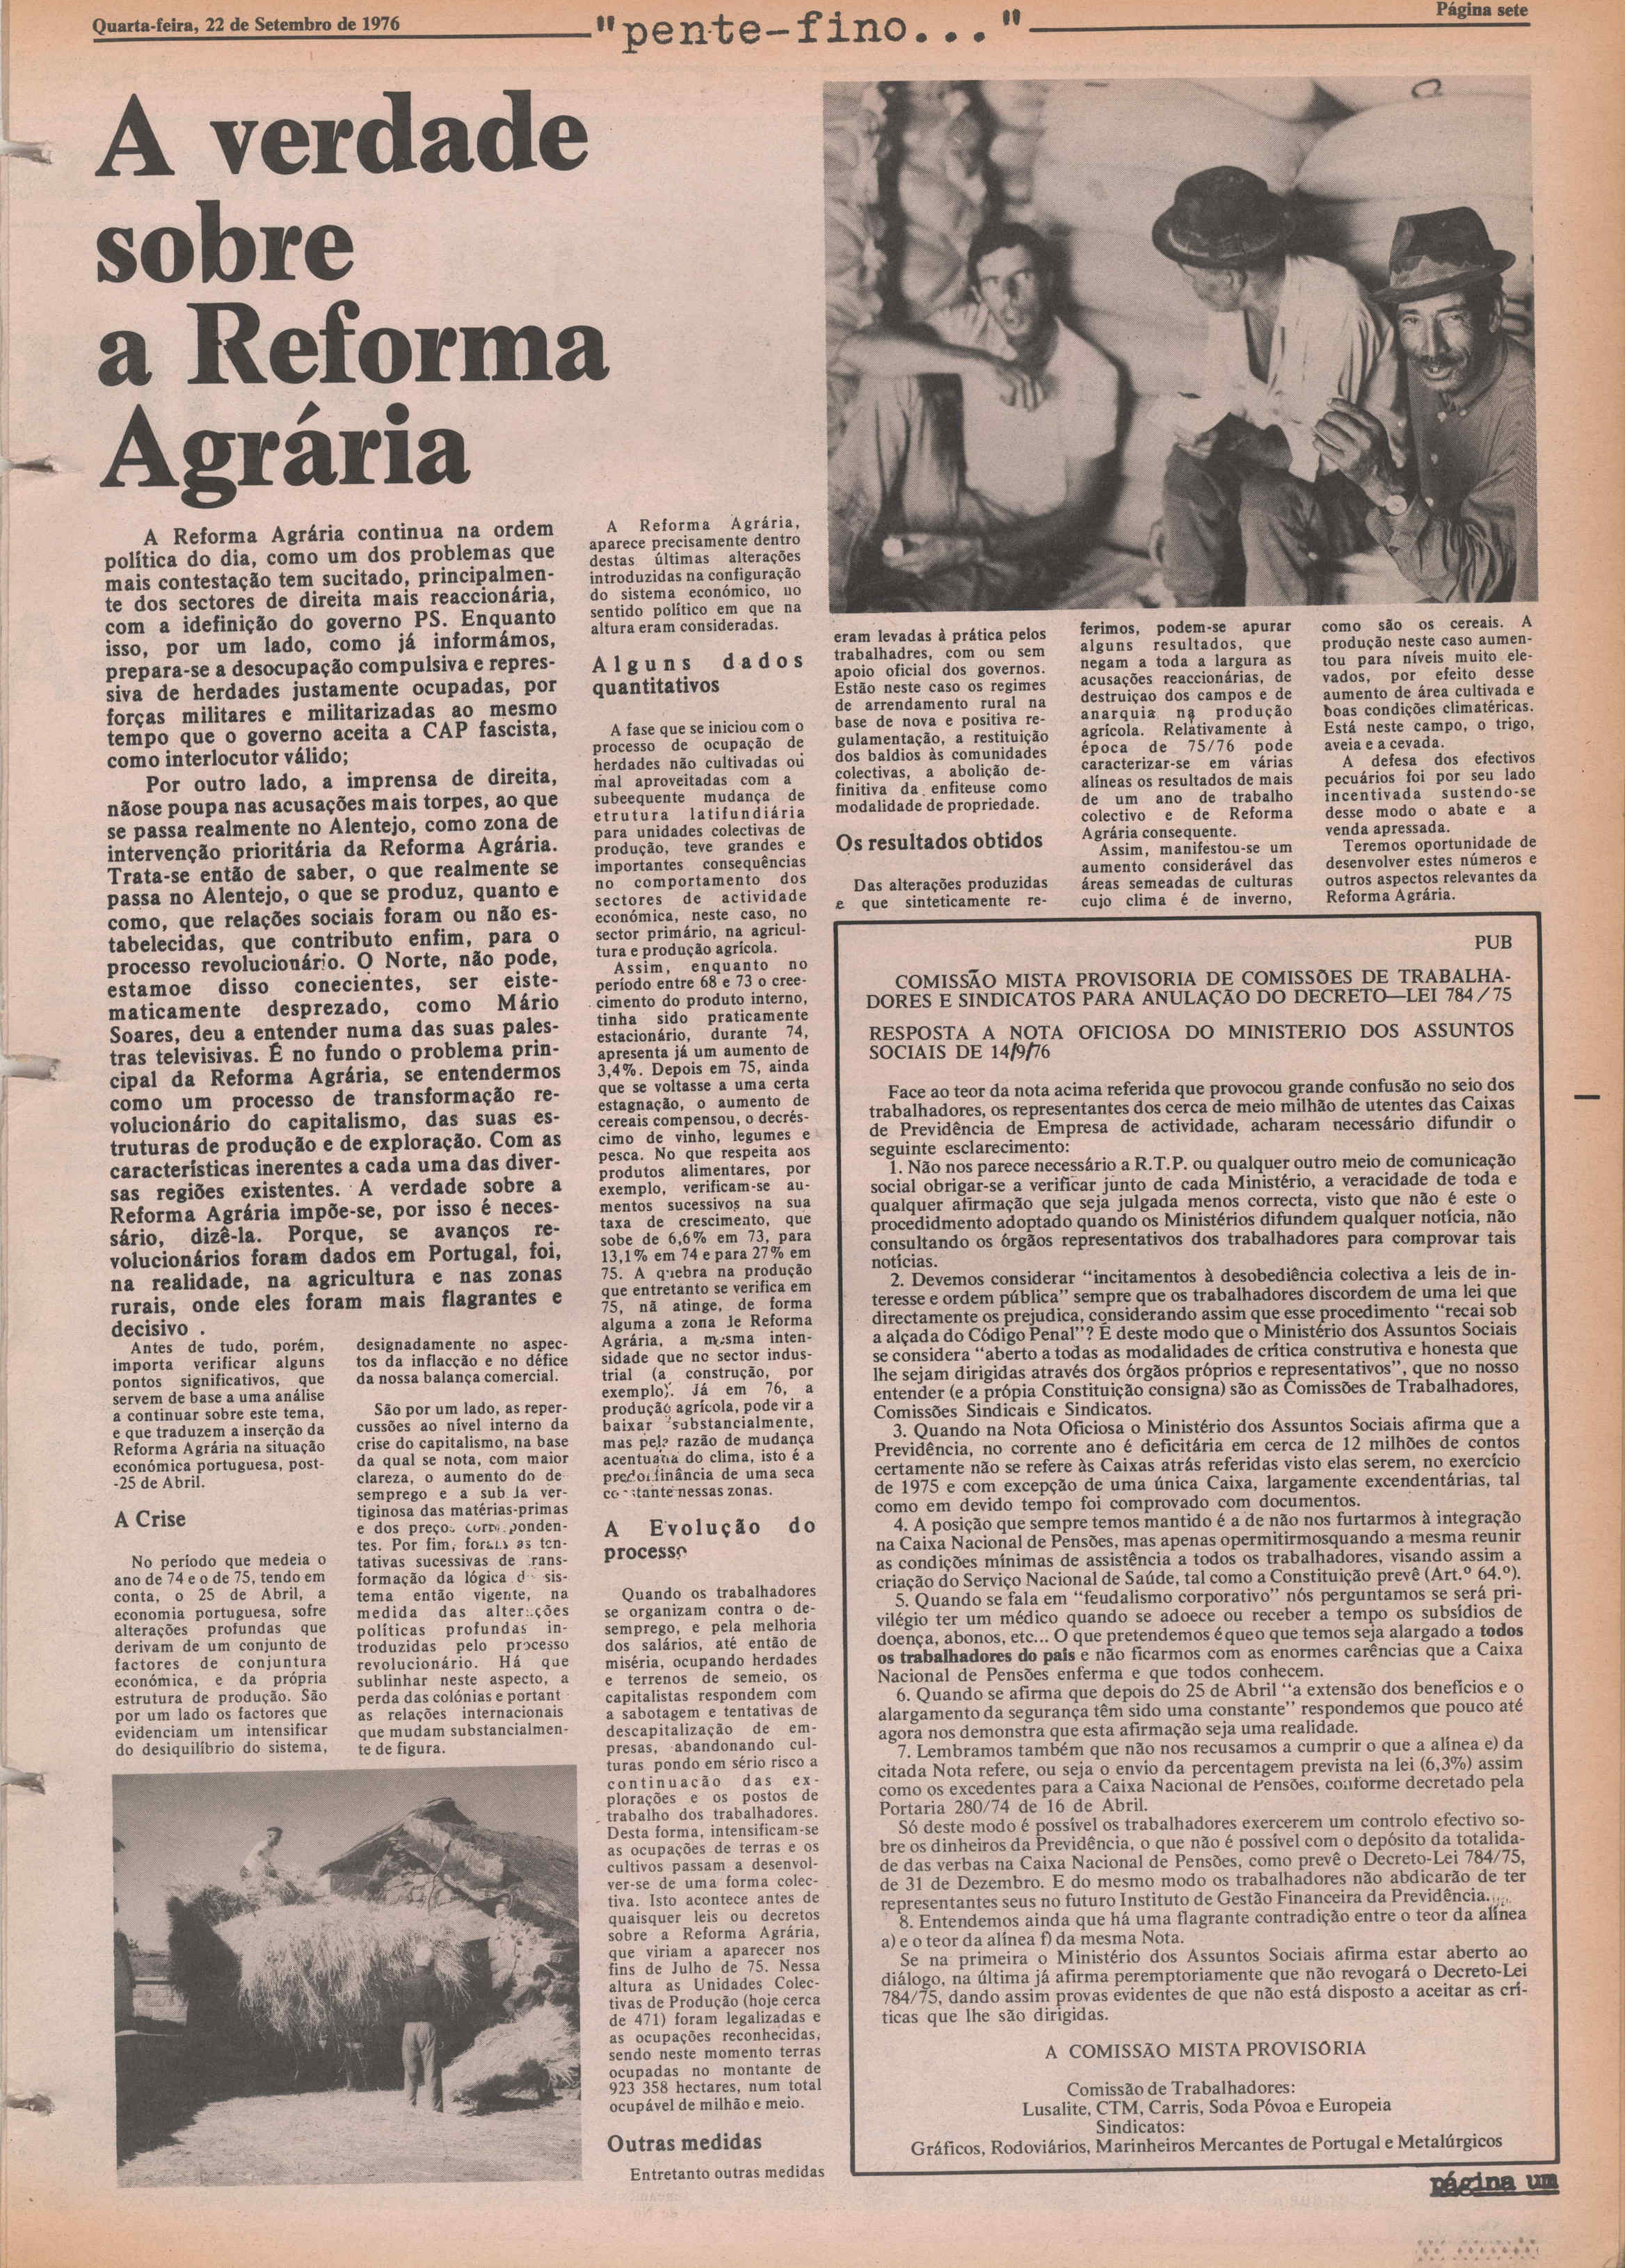 Quarta-feira, 22 de Setembro de 1976
"pente-fino..."
Página sete
A verdade
sobre
a Reforma
Agrária
A Reforma Agrária continua na ordem
política do dia, como um dos problemas que
mais contestação tem sucitado, principalmen-
te dos sectores de direita mais reaccionária,
com a idefinição do governo PS. Enquanto
isso, por um lado, como já informámos,
prepara-se a desocupação compulsiva e repres-
siva de herdades justamente ocupadas, por
forças militares e militarizadas ao mesmo
tempo que o governo aceita a CAP fascista,
como interlocutor válido;
Por outro lado, a imprensa de direita,
nãose poupa nas acusações mais torpes, ao que
se passa realmente no Alentejo, como zona de
intervenção prioritária da Reforma Agrária.
Trata-se então de saber, o que realmente se
passa no Alentejo, o que se produz, quanto e
como, que relações sociais foram ou não es-
tabelecidas, que contributo enfim, para o
processo revolucionário. O Norte, não pode,
estamoe disso conecientes, ser eiste-
maticamente desprezado, como Mário
Soares, deu a entender numa das suas pales-
tras televisivas. É no fundo o problema prin-
cipal da Reforma Agrária, se entendermos
como um processo de transformação re-
volucionário do capitalismo, das suas es-
truturas de produção e de exploração. Com as
características inerentes a cada uma das diver-
sas regiões existentes. A verdade sobre a
Reforma Agrária impõe-se, por isso é neces-
sário, dizê-la. Porque, se avanços re-
volucionários foram dados em Portugal, foi,
na realidade, na agricultura e nas zonas
rurais, onde eles foram mais flagrantes e
decisivo .
Antes de tudo, porém,
importa verificar alguns
pontos significativos, que
servem de base a uma análise
a continuar sobre este tema,
e que traduzem a inserção da
Reforma Agrária na situação
económica portuguesa, post-
-25 de Abril.
A Crise
No período que medeia o
ano de 74 e o de 75, tendo em
conta, o 25 de Abril, a
economia portuguesa, sofre
alterações profundas que
derivam de um conjunto de
factores de conjuntura
económica, e da própria
estrutura de produção. São
por um lado os factores que
evidenciam um intensificar
do desiquilíbrio do sistema,
designadamente no aspec-
tos da inflacção e no défice
da nossa balança comercial.
São por um lado, as reper-
cussões ao nível interno da
crise do capitalismo, na base
da qual se nota, com maior
clareza, o aumento do de-
semprego e a sub da ver-
tiginosa das matérias-primas
e dos preços corre ponden-
tes. Por fim, foram as ten-
tativas sucessivas de trans-
formação da lógica d sis-
tema então vigente, na
medida das alterações
políticas profundas in-
troduzidas pelo processo
revolucionário. Há que
sublinhar neste aspecto, a
perda das colónias e portant
as relações internacionais
que mudam substancialmen-
te de figura.
A Reforma Agrária,
aparece precisamente dentro
destas últimas alterações
introduzidas na configuração
do sistema económico, no
sentido político em que na
altura eram consideradas.
Alguns dados
quantitativos
A fase que se iniciou com o
processo de ocupação de
herdades não cultivadas ou
mal aproveitadas com a
subeequente mudança de
etrutura latifundiária
para unidades colectivas de
produção, teve grandes e
importantes consequências
no comportamento dos
sectores de actividade
económica, neste caso, no
sector primário, na agricul-
tura e produção agrícola.
Assim, enquanto no
período entre 68 e 73 o cree-
cimento do produto interno,
tinha sido praticamente
estacionário, durante 74,
apresenta já um aumento de
3,4%. Depois em 75, ainda
que se voltasse a uma certa
estagnação, o aumento de
cereais compensou, o decrés-
cimo de vinho, legumes e
pesca. No que respeita aos
produtos alimentares, por
exemplo, verificam-se au-
mentos sucessivos na sua
taxa de crescimento, que
sobe de 6,6% em 73, para
13,1% em 74 e para 27% em
75. A quebra na produção
que entretanto se verifica em
75, nã atinge, de forma
alguma a zona de Reforma
Agrária, a mesma inten-
sidade que no sector indus-
trial (a construção, por
exemplo). Já em 76, a
produção agrícola, pode vir a
baixar substancialmente,
mas pela razão de mudança
acentuada do clima, isto é a
predominância de uma seca
constante nessas zonas.
A Evolução do
processo
Quando os trabalhadores
se organizam contra o de-
semprego, e pela melhoria
dos salários, até então de
miséria, ocupando herdades
e terrenos de semeio, os
capitalistas respondem com
a sabotagem e tentativas de
descapitalização de em-
presas, abandonando cul-
turas pondo em sério risco a
continuacão das ex-
plorações e os postos de
trabalho dos trabalhadores.
Desta forma, intensificam-se
as ocupações de terras e os
cultivos passam a desenvol-
ver-se de uma forma colec-
tiva. Isto acontece antes de
quaisquer leis ou decretos
sobre a Reforma Agrária,
que viriam a aparecer nos
fins de Julho de 75. Nessa
altura as Unidades Colec-
tivas de Produção (hoje cerca
de 471) foram legalizadas e
as ocupações reconhecidas,
sendo neste momento terras
ocupadas no montante de
923 358 hectares, num total
ocupável de milhão e meio.
Outras medidas
Entretanto outras medidas
eram levadas à prática pelos
trabalhadres, com ou sem
apoio oficial dos governos.
Estão neste caso os regimes
de arrendamento rural na
base de nova e positiva re-
gulamentação, a restituição
dos baldios às comunidades
colectivas, a abolição de-
finitiva da enfiteuse como
modalidade de propriedade.
Os resultados obtidos
Das alterações produzidas
e que sinteticamente re-
ferimos, podem-se apurar
alguns resultados, que
negam a toda a largura as
acusações reaccionárias, de
destruiçao dos campos e de
anarquia na produção
agrícola. Relativamente à
época de 75/76 pode
caracterizar-se em várias
alíneas os resultados de mais
de um ano de trabalho
colectivo e de Reforma
Agrária consequente.
Assim, manifestou-se um
aumento considerável das
áreas semeadas de culturas
cujo clima é de inverno,
como são os cereais. A
produção neste caso aumen-
tou para níveis muito ele-
vados, por efeito desse
aumento de área cultivada e
boas condições climatéricas.
Está neste campo, o trigo,
aveia e a cevada.
A defesa dos efectivos
pecuários foi por seu lado
incentivada sustendo-se
desse modo o abate e a
venda apressada.
Teremos oportunidade de
desenvolver estes números e
outros aspectos relevantes da
Reforma Agrária.
PUB
COMISSÃO MISTA PROVISORIA DE COMISSÕES DE TRABALHA-
DORES E SINDICATOS PARA ANULAÇÃO DO DECRETO—LEI 784/75
RESPOSTA A NOTA OFICIOSA DO MINISTERIO DOS ASSUNTOS
SOCIAIS DE 14/9/76
Face ao teor da nota acima referida que provocou grande confusão no seio dos
trabalhadores, os representantes dos cerca de meio milhão de utentes das Caixas
de Previdência de Empresa de actividade, acharam necessário difundir o
seguinte esclarecimento:
1. Não nos parece necessário a R.T.P. ou qualquer outro meio de comunicação
social obrigar-se a verificar junto de cada Ministério, a veracidade de toda e
qualquer afirmação que seja julgada menos correcta, visto que não é este o
procedidmento adoptado quando os Ministérios difundem qualquer notícia, não
consultando os órgãos representativos dos trabalhadores para comprovar tais
notícias.
2. Devemos considerar "incitamentos à desobediência colectiva a leis de in-
teresse e ordem pública" sempre que os trabalhadores discordem de uma lei que
directamente os prejudica, considerando assim que esse procedimento "recai sob
a alçada do Código Penal"? É deste modo que o Ministério dos Assuntos Sociais
se considera "aberto a todas as modalidades de crítica construtiva e honesta que
lhe sejam dirigidas através dos órgãos próprios e representativos", que no nosso
entender (e a própia Constituição consigna) são as Comissões de Trabalhadores,
Comissões Sindicais e Sindicatos.
3. Quando na Nota Oficiosa o Ministério dos Assuntos Sociais afirma que a
Previdência, no corrente ano é deficitária em cerca de 12 milhões de contos
certamente não se refere às Caixas atrás referidas visto elas serem, no exercício
de 1975 e com excepção de uma única Caixa, largamente excendentárias, tal
como em devido tempo foi comprovado com documentos.
4. A posição que sempre temos mantido é a de não nos furtarmos à integração
na Caixa Nacional de Pensões, mas apenas opermitirmosquando a mesma reunir
as condições mínimas de assistência a todos os trabalhadores, visando assim a
criação do Serviço Nacional de Saúde, tal como a Constituição prevê (Art.º 64.º).
5. Quando se fala em "feudalismo corporativo" nós perguntamos se será pri-
vilégio ter um médico quando se adoece ou receber a tempo os subsídios de
doença, abonos, etc... O que pretendemos équeo que temos seja alargado a todos
os trabalhadores do país e não ficarmos com as enormes carências que a Caixa
Nacional de Pensões enferma e que todos conhecem.
6. Quando se afirma que depois do 25 de Abril "a extensão dos benefícios e o
alargamento da segurança têm sido uma constante" respondemos que pouco até
agora nos demonstra que esta afirmação seja uma realidade.
7. Lembramos também que não nos recusamos a cumprir o que a alínea e) da
citada Nota refere, ou seja o envio da percentagem prevista na lei (6,3%) assim
como os excedentes para a Caixa Nacional de Pensões, conforme decretado pela
Portaria 280/74 de 16 de Abril.
Só deste modo é possível os trabalhadores exercerem um controlo efectivo so-
bre os dinheiros da Previdência, o que não é possível com o depósito da totalida-
de das verbas na Caixa Nacional de Pensões, como prevê o Decreto-Lei 784/75,
de 31 de Dezembro. E do mesmo modo os trabalhadores não abdicarão de ter
representantes seus no futuro Instituto de Gestão Financeira da Previdência.
8. Entendemos ainda que há uma flagrante contradição entre o teor da alínea
a) e o teor da alínea f) da mesma Nota.
Se na primeira o Ministério dos Assuntos Sociais afirma estar aberto ao
diálogo, na última já afirma peremptoriamente que não revogará o Decreto-Lei
784/75, dando assim provas evidentes de que não está disposto a aceitar as crí-
ticas que lhe são dirigidas.
A COMISSÃO MISTA PROVISÓRIA
Comissão de Trabalhadores:
Lusalite, CTM, Carris, Soda Póvoa e Europeia
Sindicatos:
Gráficos, Rodoviários, Marinheiros Mercantes de Portugal e Metalúrgicos
página um